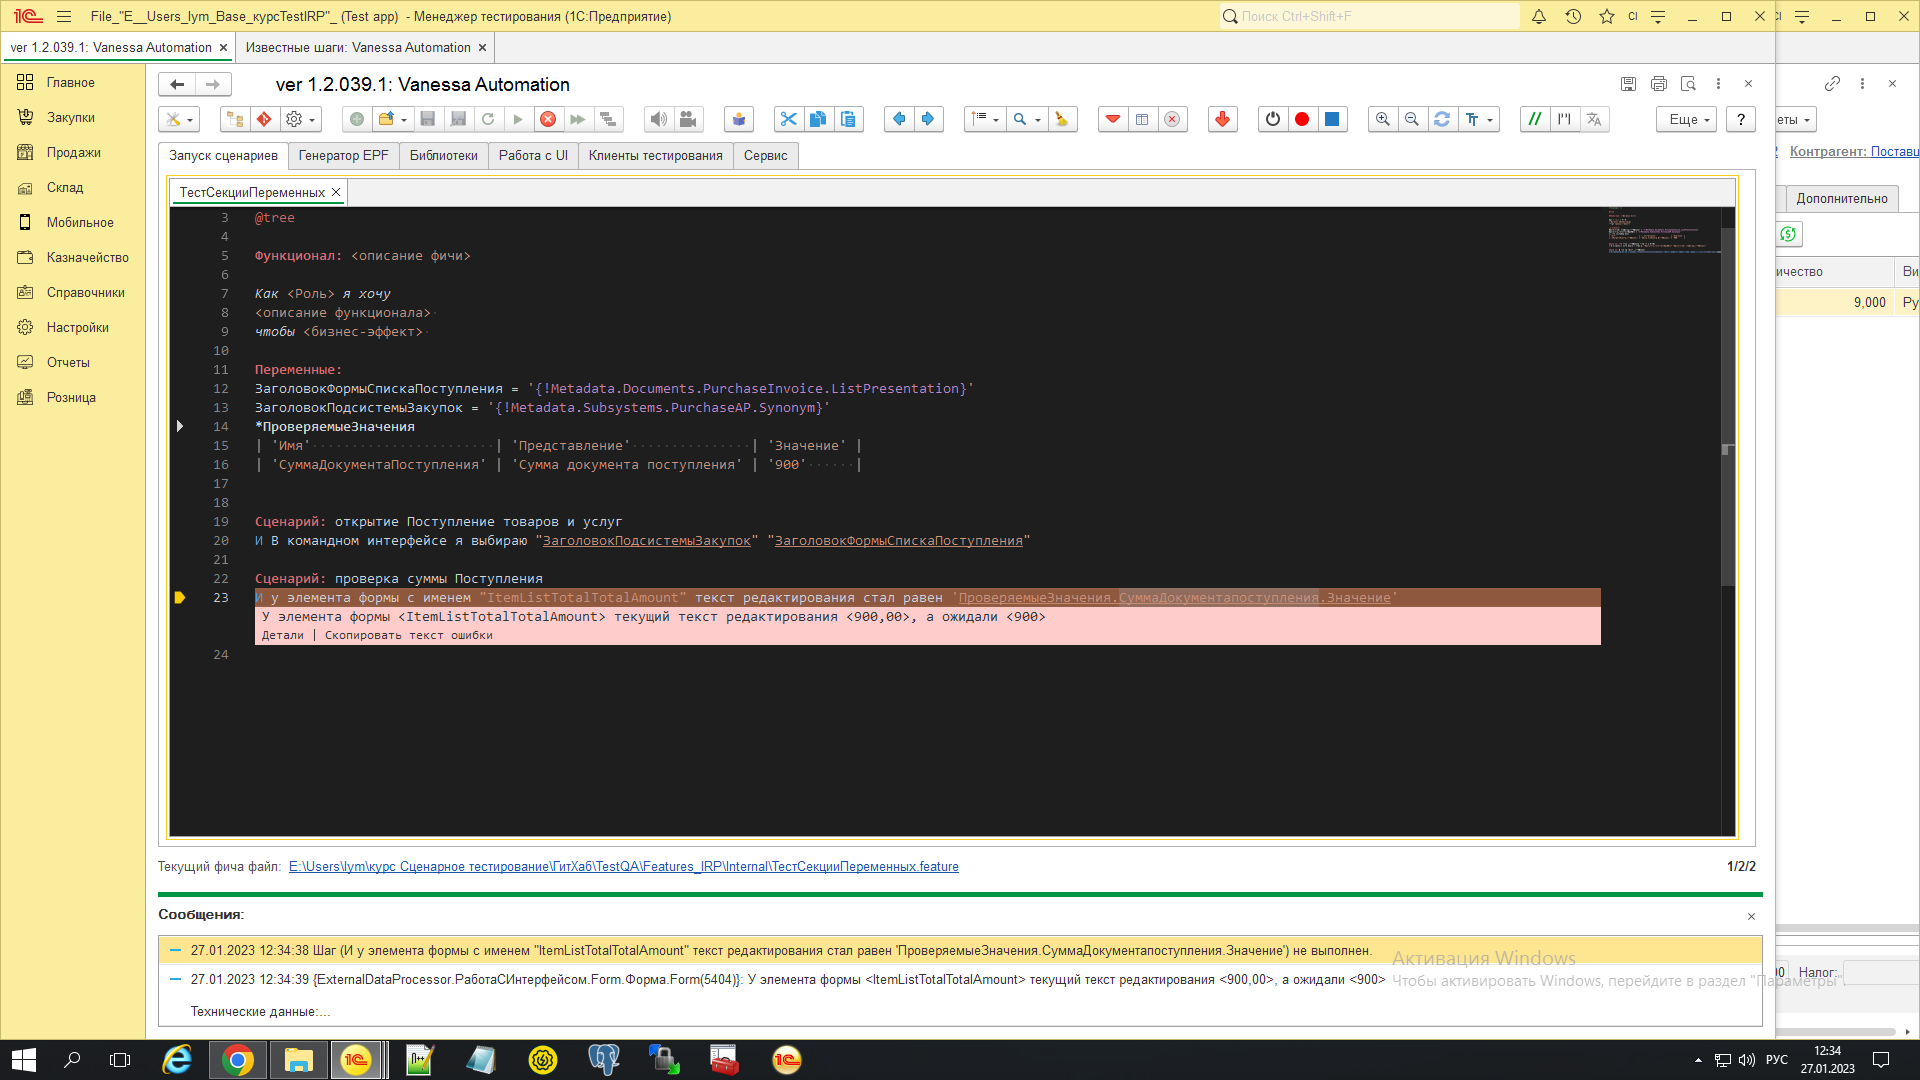 File_"E__Users_lym_Base_курсTestIRP"_ (Test app) - Менеджер тестирования (1С:Предприятие)
Поиск Ctrl+Shift+F
CI
ver 1.2.039.1: Vanessa Automation
Известные шаги: Vanessa Automation
Главное
Закупки
Продажи
Склад
Мобильное
Казначейство
Справочники
Настройки
Отчеты
Розница
ver 1.2.039.1: Vanessa Automation
Еще
?
Запуск сценариев
Генератор EPF
Библиотеки
Работа с UI
Клиенты тестирования
Сервис
ТестСекцииПеременных
3 @tree
4
5 Функционал: <описание фичи>
6
7 Как <Роль> я хочу
8 <описание функционала>
9 чтобы <бизнес-эффект>
10
11 Переменные:
12 ЗаголовокФормыСпискаПоступления = '{!Metadata.Documents.PurchaseInvoice.ListPresentation}'
13 ЗаголовокПодсистемыЗакупок = '{!Metadata.Subsystems.PurchaseAP.Synonym}'
14 *ПроверяемыеЗначения
15 | 'Имя' | 'Представление' | 'Значение' |
16 | 'СуммаДокументаПоступления' | 'Сумма документа поступления' | '900' |
17
18
19 Сценарий: открытие Поступление товаров и услуг
20 И В командном интерфейсе я выбираю "ЗаголовокПодсистемыЗакупок" "ЗаголовокФормыСпискаПоступления"
21
22 Сценарий: проверка суммы Поступления
23 И у элемента формы с именем "ItemListTotalTotalAmount" текст редактирования стал равен 'ПроверяемыеЗначения.СуммаДокументапоступления.Значение'
У элемента формы <ItemListTotalTotalAmount> текущий текст редактирования <900,00>, а ожидали <900>
Детали | Скопировать текст ошибки
24
Текущий фича файл: E:\Users\lym\курс Сценарное тестирование\ГитХаб\TestQA\Features_IRP\Internal\ТестСекцииПеременных.feature
1/2/2
Сообщения:
27.01.2023 12:34:38 Шаг (И у элемента формы с именем "ItemListTotalTotalAmount" текст редактирования стал равен 'ПроверяемыеЗначения.СуммаДокументапоступления.Значение') не выполнен.
27.01.2023 12:34:39 {ExternalDataProcessor.РаботаСИнтерфейсом.Form.Форма.Form(5404)}: У элемента формы <ItemListTotalTotalAmount> текущий текст редактирования <900,00>, а ожидали <900>
Технические данные:...
Контрагент: Поставщ
Дополнительно
9,000
Налог:
Активация Windows
Чтобы активировать Windows, перейдите в раздел "Параметры".
РУС
12:34
27.01.2023